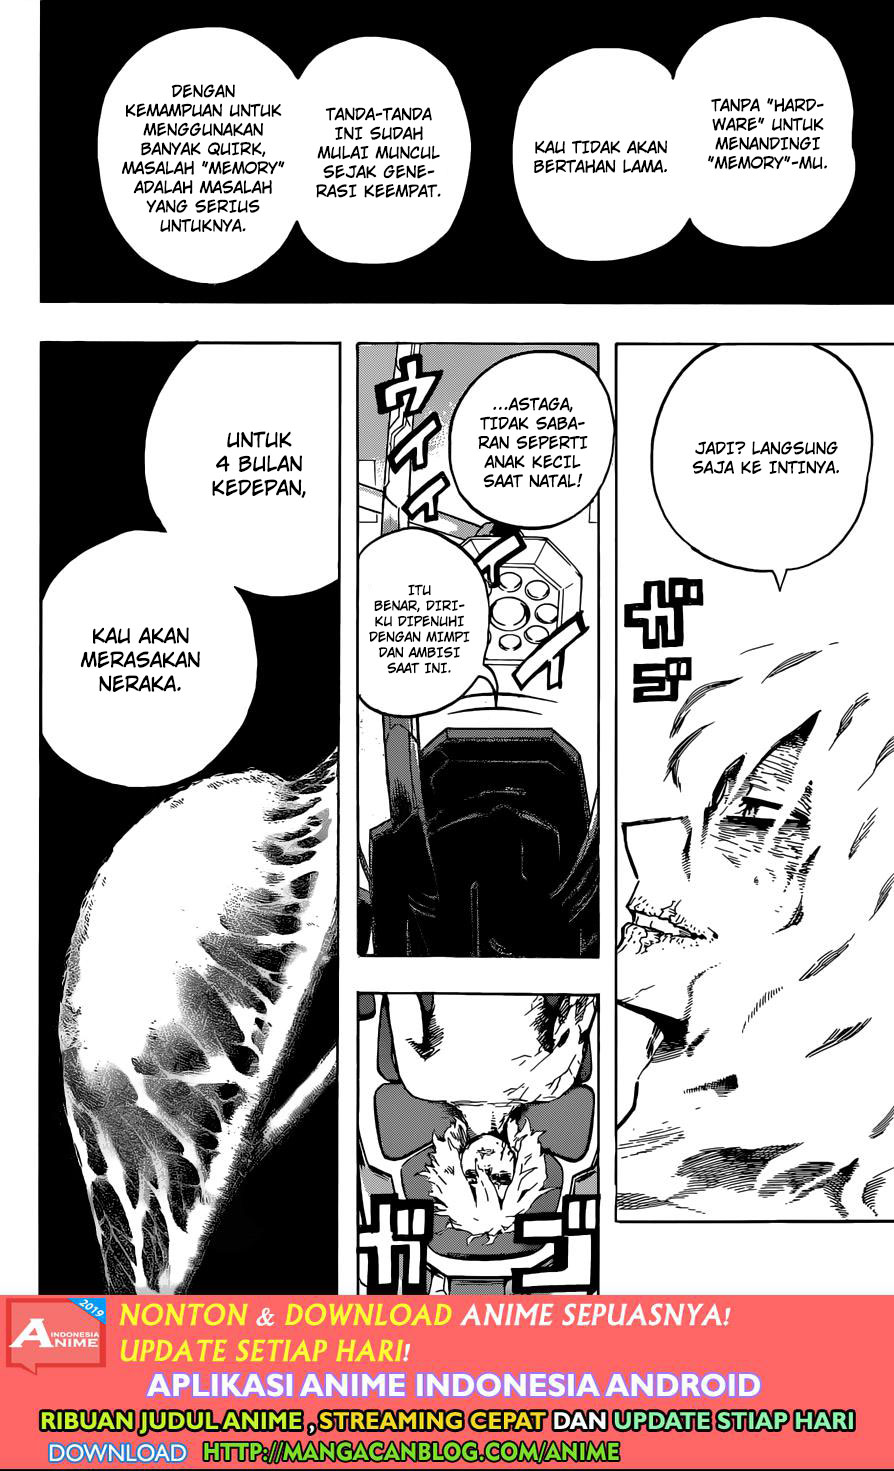 TANPA "HARD-
WARE" UNTUK
MENANDINGI
"MEMORY"-MU.
KAU TIDAK AKAN
BERTAHAN LAMA.
TANDA-TANDA
INI SUDAH
MULAI MUNCUL
SEJAK GENE-
RASI KEEMPAT.
DENGAN
KEMAMPUAN UNTUK
MENGGUNAKAN
BANYAK QUIRK,
MASALAH "MEMORY"
ADALAH MASALAH
YANG SERIUS
UNTUKNYA.
JADI? LANGSUNG
SAJA KE INTINYA.
ギ
ジ
...ASTAGA,
TIDAK SABA-
RAN SEPERTI
ANAK KECIL
SAAT NATAL!
ウィィィィ
ITU
BENAR, DIRI-
KU DIPENUHI
DENGAN MIMPI
DAN AMBISI
SAAT INI.
ゴ
ガ
UNTUK
4 BULAN
KEDEPAN,
KAU AKAN
MERASAKAN
NERAKA.
2019
INDONESIA
ANIME
NONTON & DOWNLOAD ANIME SEPUASNYA!
UPDATE SETIAP HARI!
APLIKASI ANIME INDONESIA ANDROID
RIBUAN JUDUL ANIME , STREAMING CEPAT DAN UPDATE STIAP HARI
DOWNLOAD HTTP://MANGACANBLOG.COM/ANIME